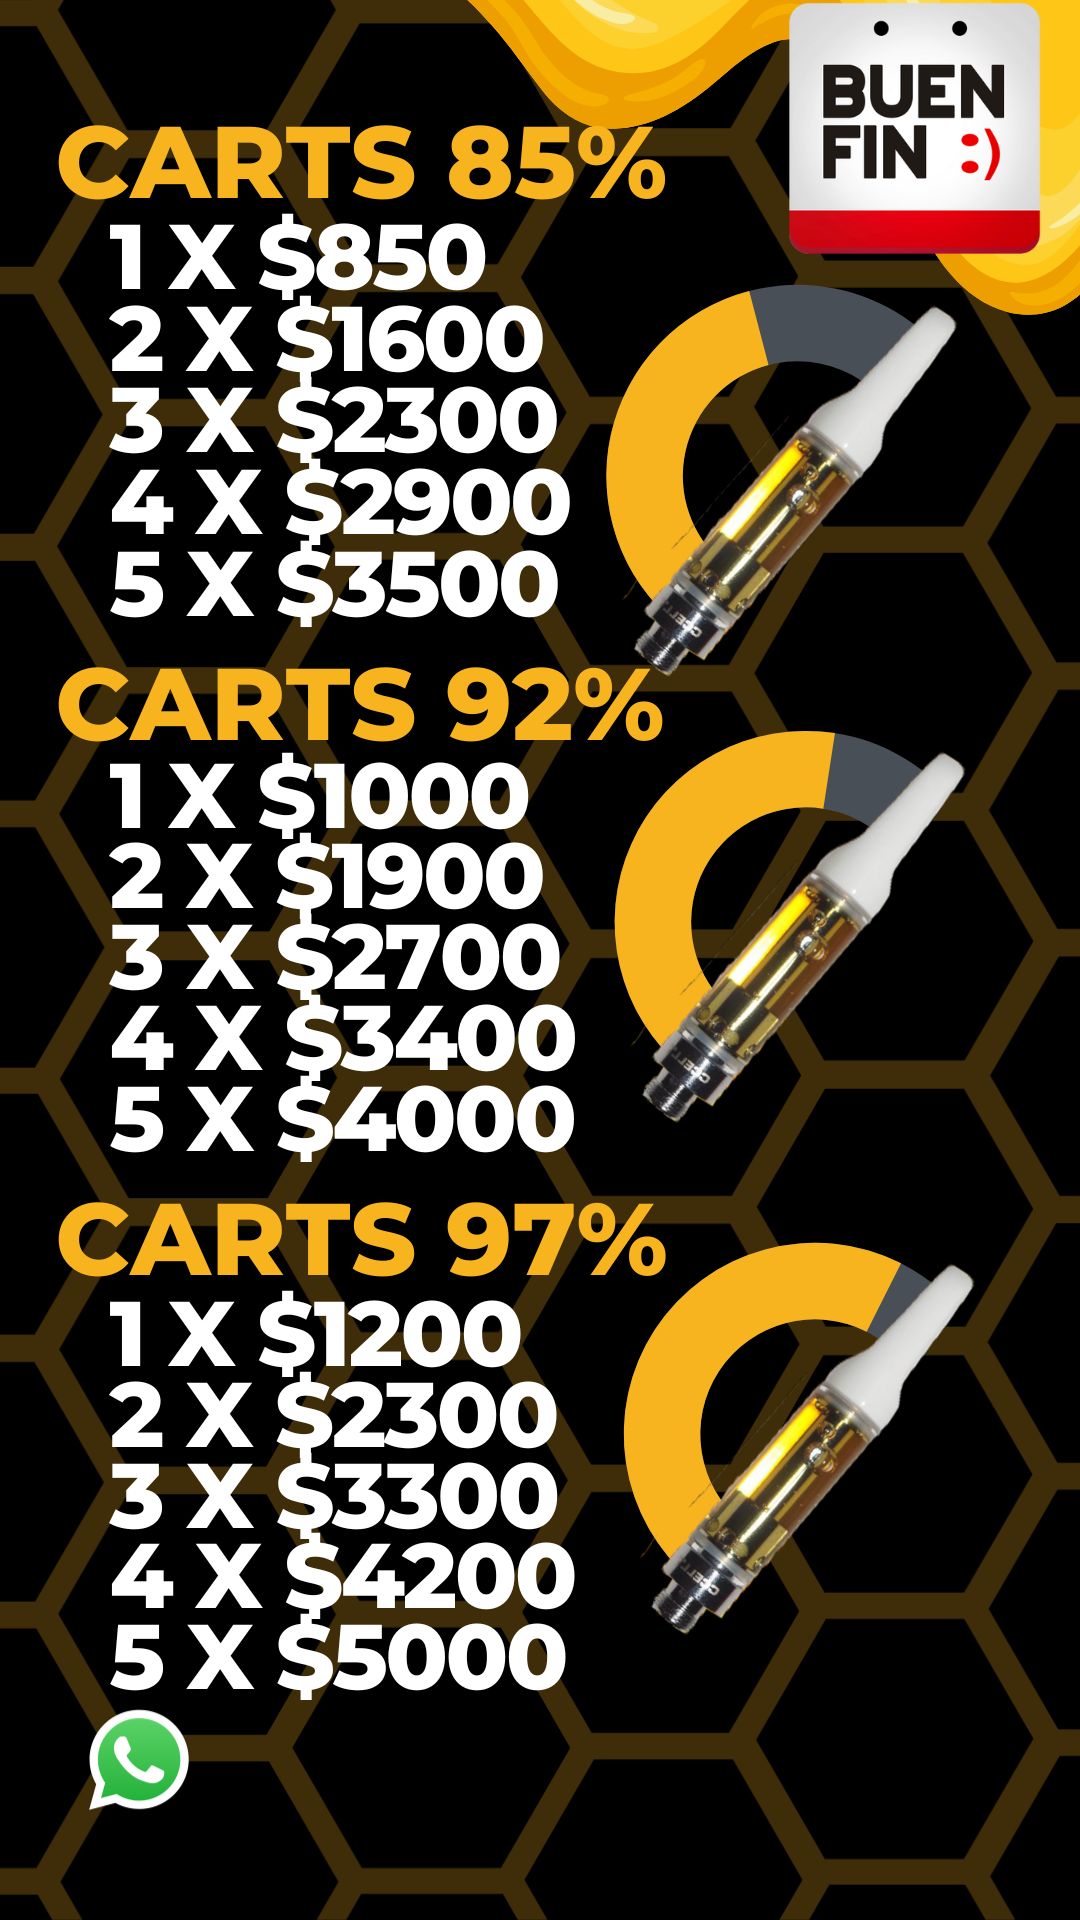 BUEN
FIN :)
CARTS 85%
1 X $850
2 X $1600
3 X $2300
4 X $2900
5 X $3500
CARTS 92%
1 X $1000
2 X $1900
3 X $2700
4 X $3400
5 X $4000
CARTS 97%
1 X $1200
2 X $2300
3 X $3300
4 X $4200
5 X $5000